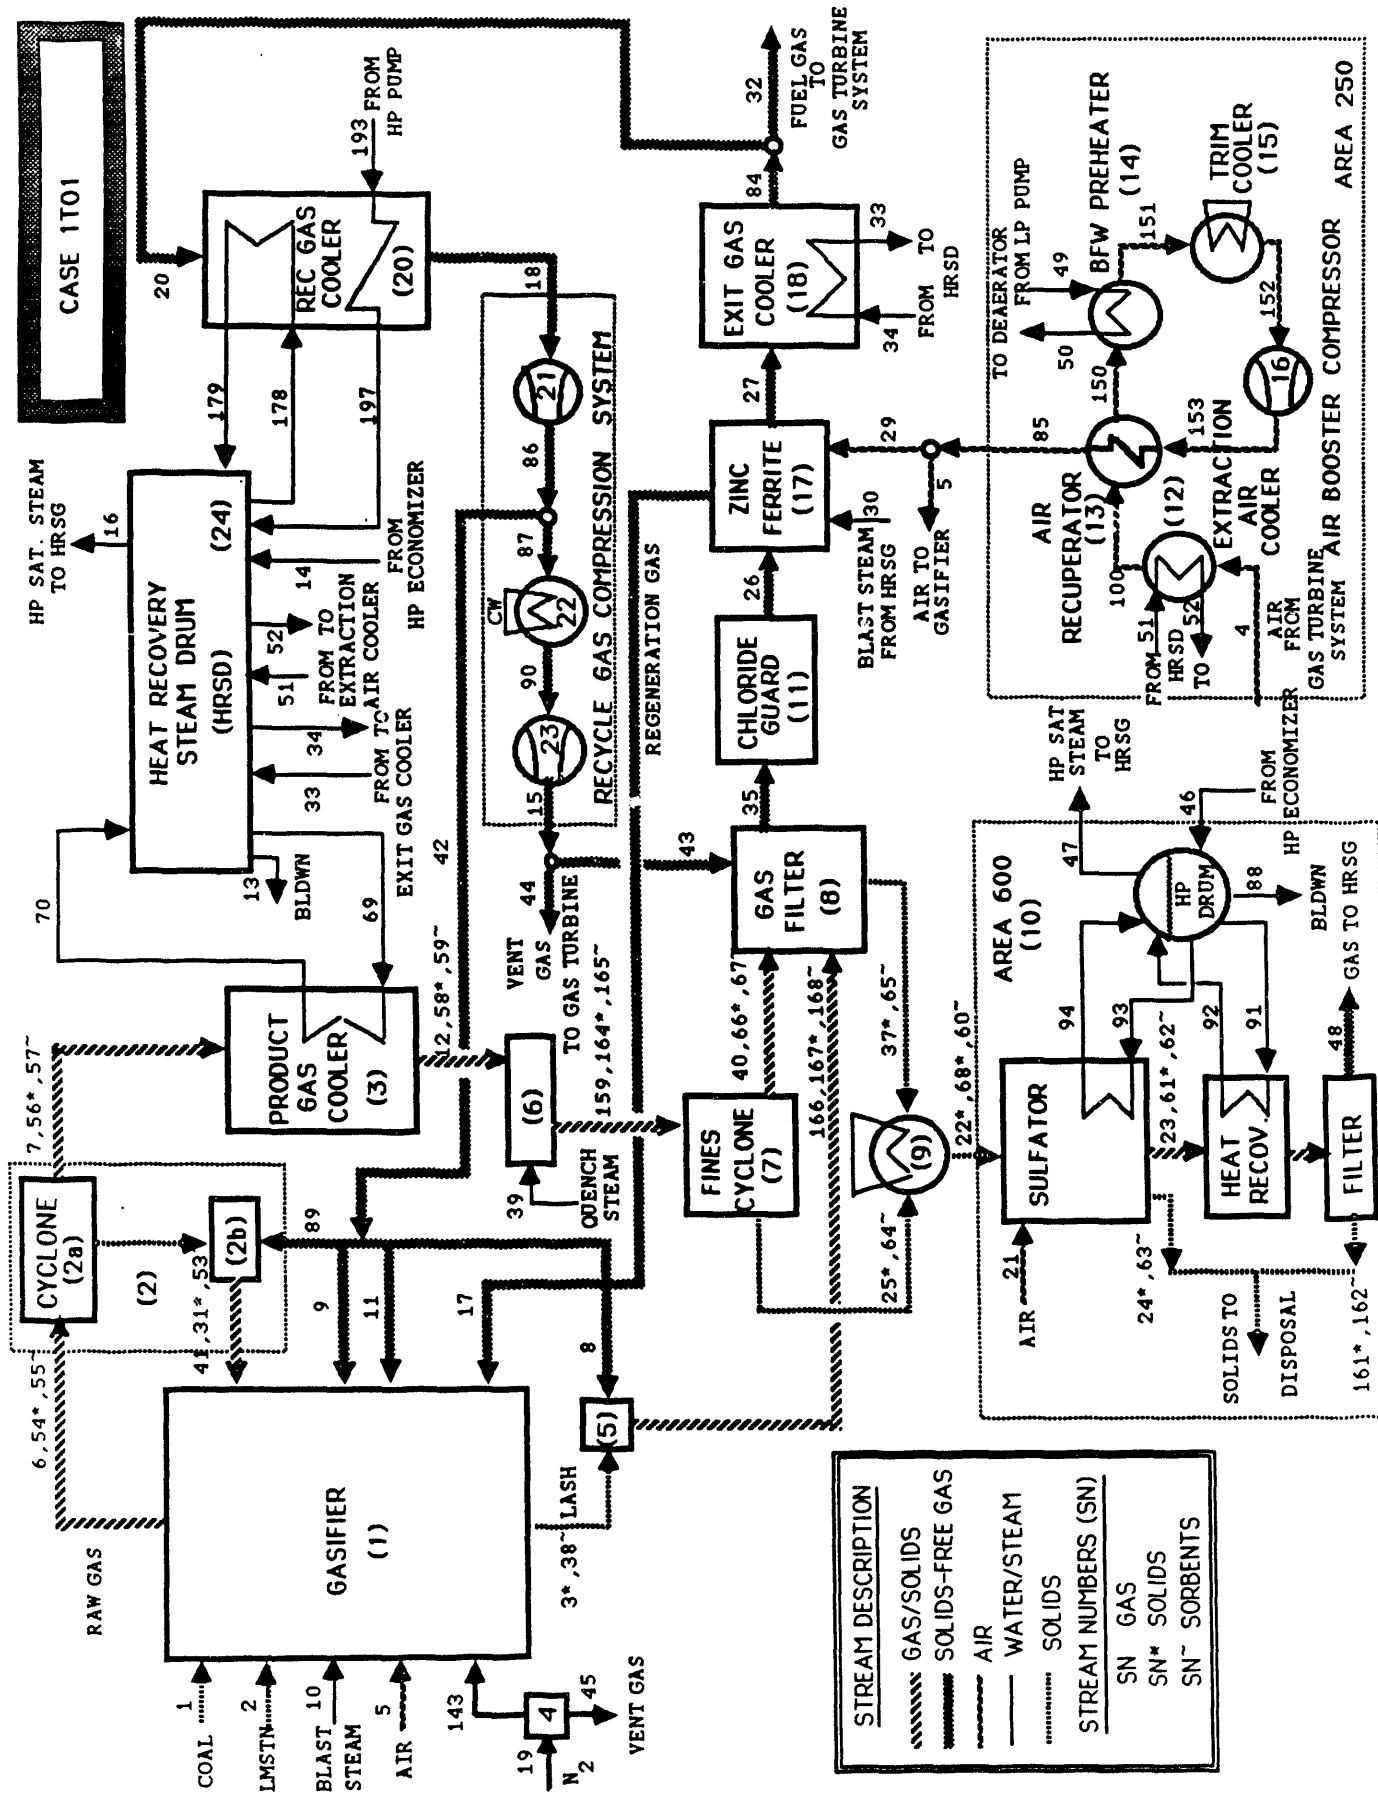 CASE 1TO1
RAW GAS
6,54*,55~
CYCLONE
(2a)
(2)
(2b)
41,31*,53
89
7,56*,57~
COAL
1
LMSTN
2
BLAST
STEAM
10
AIR
5
143
19
N2
4
45
VENT GAS
GASIFIER
(1)
9
11
17
8
3*,38~
LASH
(5)
PRODUCT
GAS
COOLER
(3)
70
69
12,58*,59~
42
39
QUENCH
STEAM
(6)
159,164*,165~
HEAT RECOVERY
STEAM DRUM
(HRSD)
(24)
HP SAT. STEAM
TO HRSG
16
13
BLDWN
33
34
FROM TO
EXIT GAS COOLER
51
52
FROM TO
EXTRACTION
AIR COOLER
14
FROM
HP ECONOMIZER
179
178
197
20
REC GAS
COOLER
(20)
193
FROM
HP PUMP
18
21
86
87
CW
22
90
23
15
RECYCLE GAS COMPRESSION SYSTEM
44
VENT
GAS
TO GAS TURBINE
43
REGENERATION GAS
FINES
CYCLONE
(7)
40,66*,67~
166,167*,168~
GAS
FILTER
(8)
35
CHLORIDE
GUARD
(11)
26
ZINC
FERRITE
(17)
27
EXIT GAS
COOLER
(18)
34
33
FROM TO
HRSD
84
32
FUEL GAS
TO
GAS TURBINE
SYSTEM
30
BLAST STEAM
FROM HRSG
29
5
AIR TO
GASIFIER
85
25*,64~
37*,65~
(9)
22*,68*,60~
AREA 600
(10)
AIR
21
SULFATOR
94
93
23,61*,62~
24*,63~
HEAT
RECOV.
92
91
FILTER
48
GAS TO HRSG
161*,162~
SOLIDS TO
DISPOSAL
HP
DRUM
47
HP SAT
STEAM
TO
HRSG
46
FROM
HP ECONOMIZER
88
BLDWN
AIR
RECUPERATOR
(13)
100
51
FROM
HRSD
TO
52
(12)
EXTRACTION
AIR
COOLER
4
AIR
FROM
GAS TURBINE
SYSTEM
150
153
16
152
151
TO DEAERATOR
FROM LP PUMP
50
49
BFW PREHEATER
(14)
TRIM
COOLER
(15)
AIR BOOSTER COMPRESSOR
AREA 250
STREAM DESCRIPTION
GAS/SOLIDS
SOLIDS-FREE GAS
AIR
WATER/STEAM
SOLIDS
STREAM NUMBERS (SN)
SN GAS
SN* SOLIDS
SN~ SORBENTS